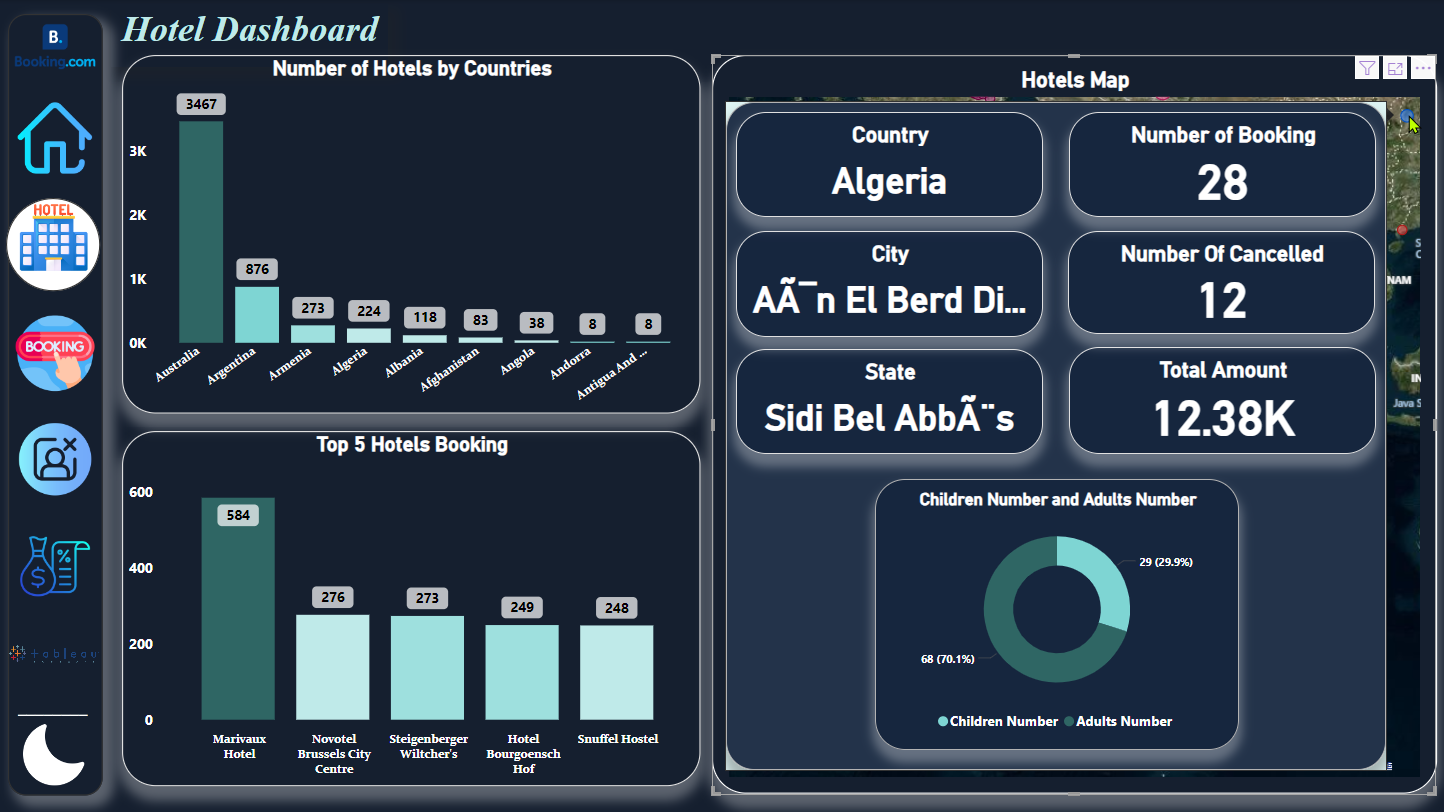 B.
Booking.com
Hotel Dashboard
Number of Hotels by Countries
3467
876
273
224
118
83
38
8
8
3K
2K
1K
0K
Australia
Argentina
Armenia
Algeria
Albania
Afghanistan
Angola
Andorra
Antigua And ...
HOTEL
BOOKING
tableau
Top 5 Hotels Booking
600
400
200
0
584
276
273
249
248
Marivaux
Hotel
Novotel
Brussels City
Centre
Steigenberger
Wiltcher's
Hotel
Bourgoensch
Hof
Snuffel Hostel
Hotels Map
Country
Algeria
Number of Booking
28
City
AÃ¯n El Berd Di...
Number Of Cancelled
12
State
Sidi Bel AbbÃ¨s
Total Amount
12.38K
Children Number and Adults Number
29 (29.9%)
68 (70.1%)
Children Number
Adults Number
NAM
IN
Java S